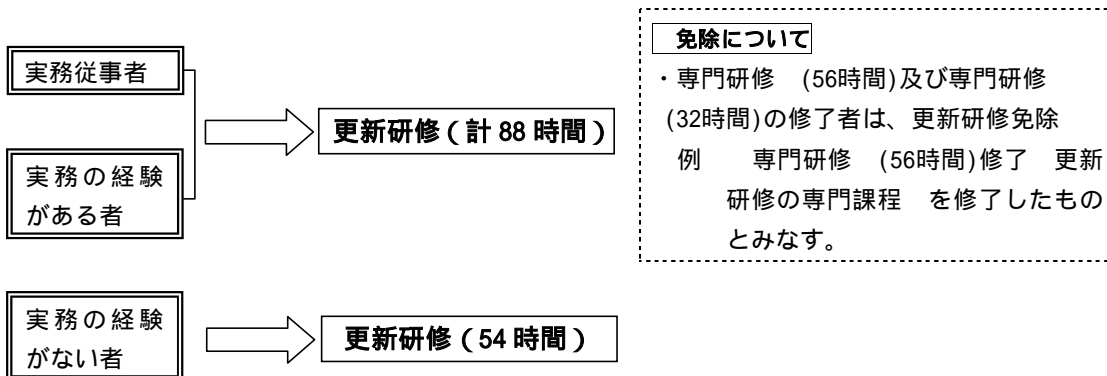 実務従事者
実務の経験
がある者
更新研修(計 88 時間)
実務の経験
がない者
更新研修(54 時間)
免除について
・専門研修 (56時間)及び専門研修
(32時間)の修了者は、更新研修免除
例 専門研修 (56時間)修了 更新
研修の専門課程 を修了したもの
とみなす。